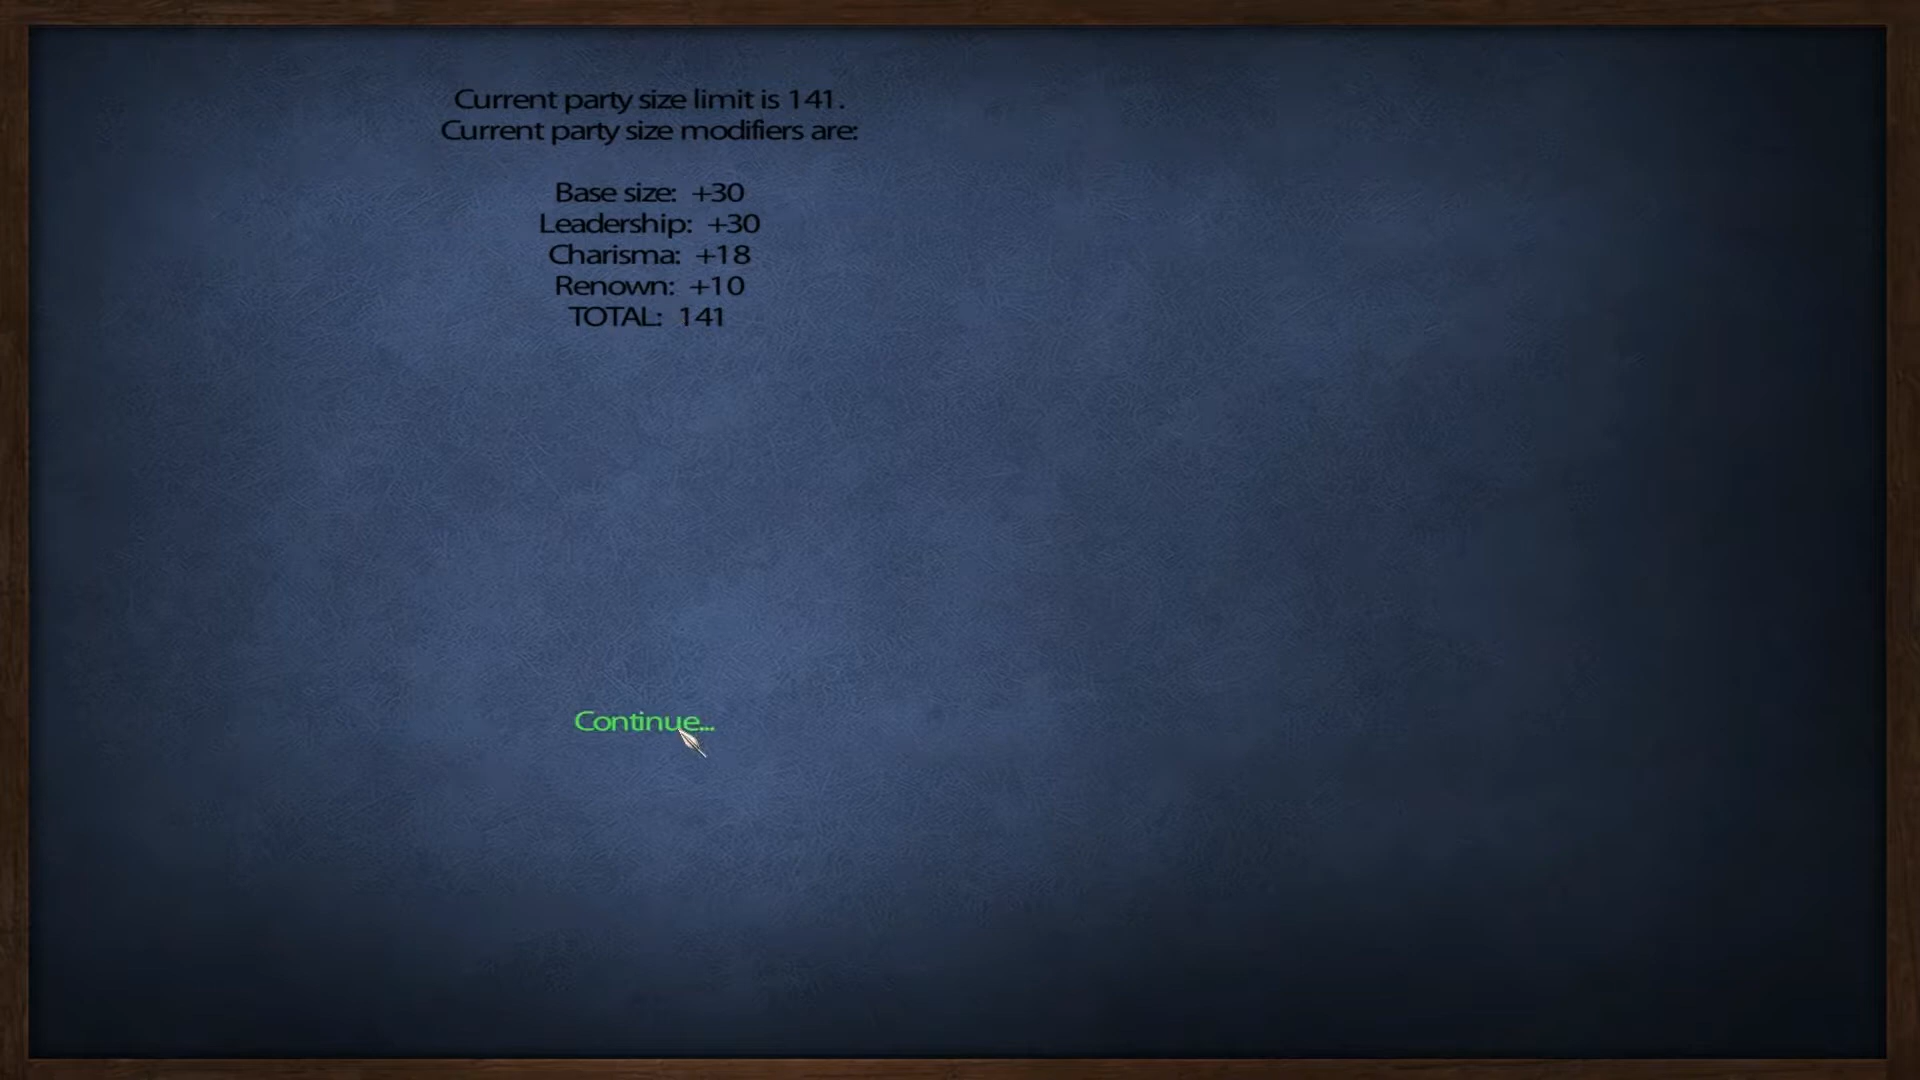 Current party size limit is 141.
Current party size modifiers are:
Base size: +30
Leadership: +30
Charisma: +18
Renown: +10
TOTAL: 141
Continue...